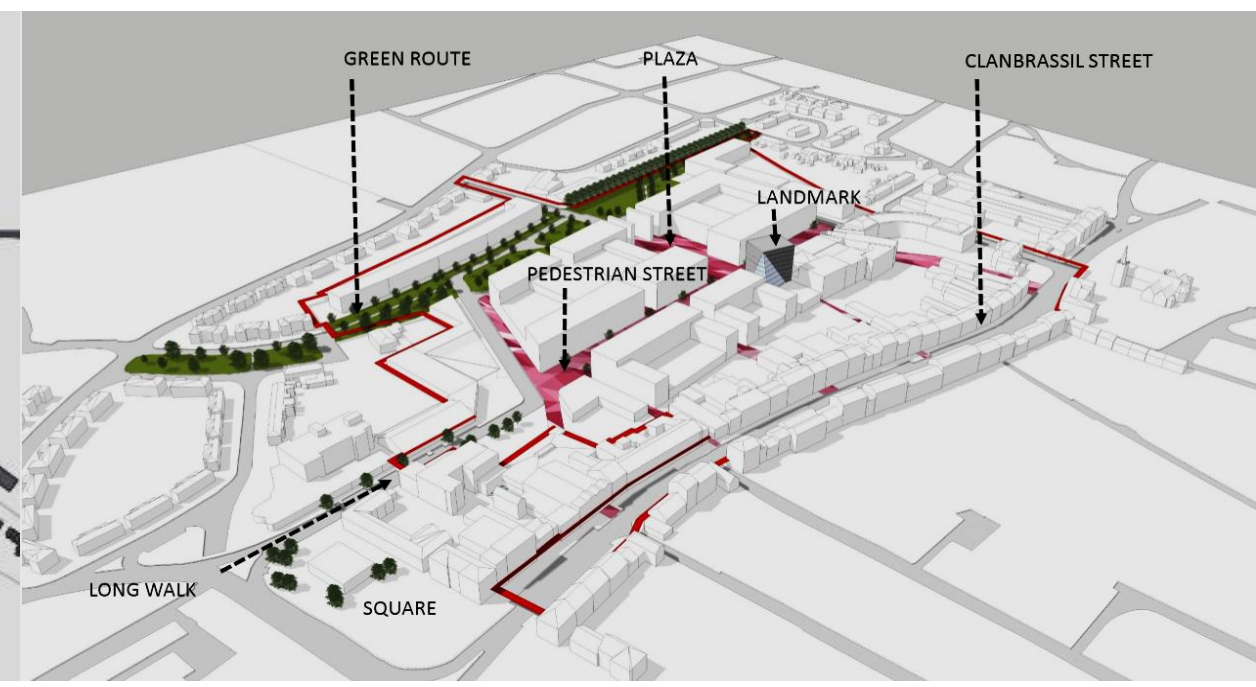 GREEN ROUTE
PLAZA
CLANBRASSIL STREET
LANDMARK
PEDESTRIAN STREET
LONG WALK
SQUARE